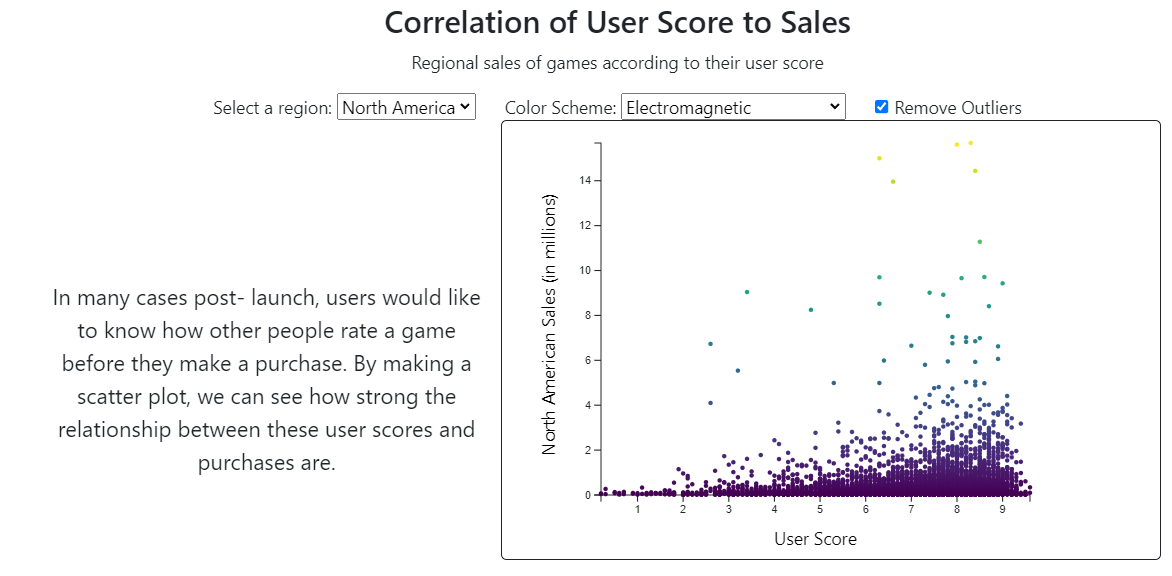 Correlation of User Score to Sales
Regional sales of games according to their user score
Select a region: North America Color Scheme: Electromagnetic Remove Outliers
In many cases post- launch, users would like
to know how other people rate a game
before they make a purchase. By making a
scatter plot, we can see how strong the
relationship between these user scores and
purchases are.
North American Sales (in millions)
14
12
10
8
6
4
2
0
1 2 3 4 5 6 7 8 9
User Score